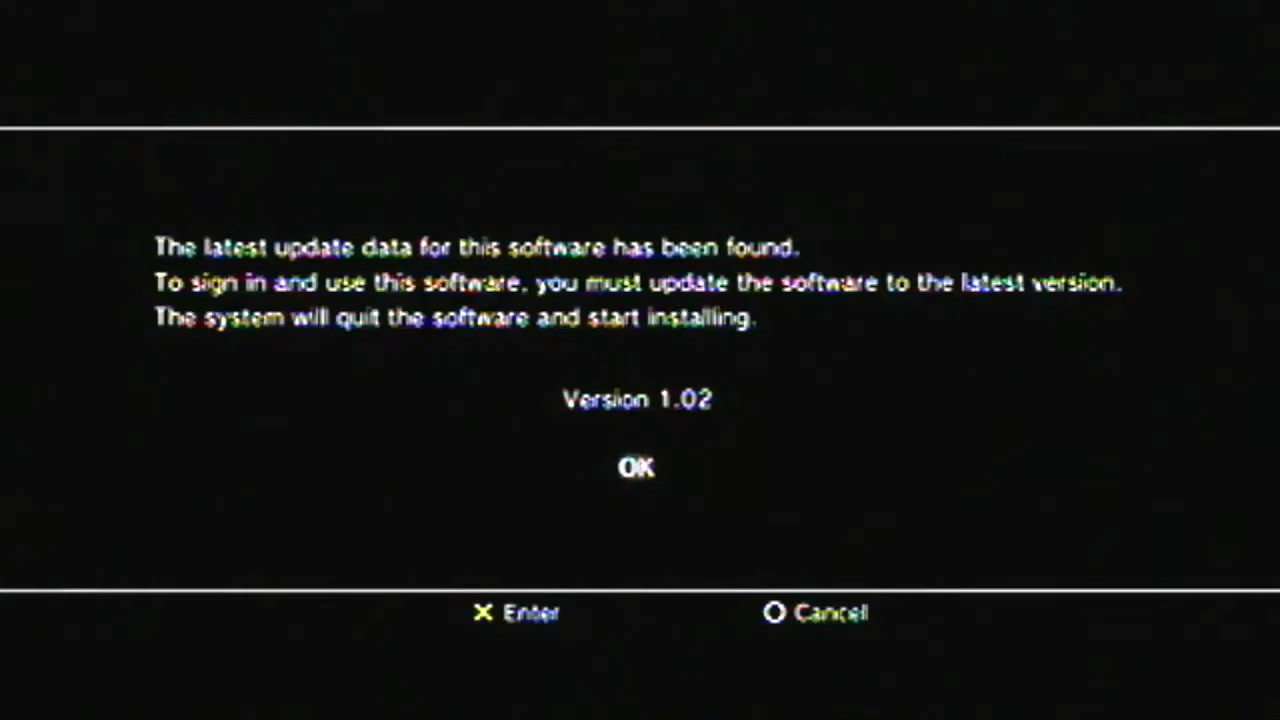 The latest update data for this software has been found.
To sign in and use this software, you must update the software to the latest version.
The system will quit the software and start installing.
Version 1.02
OK
X Enter O Cancel